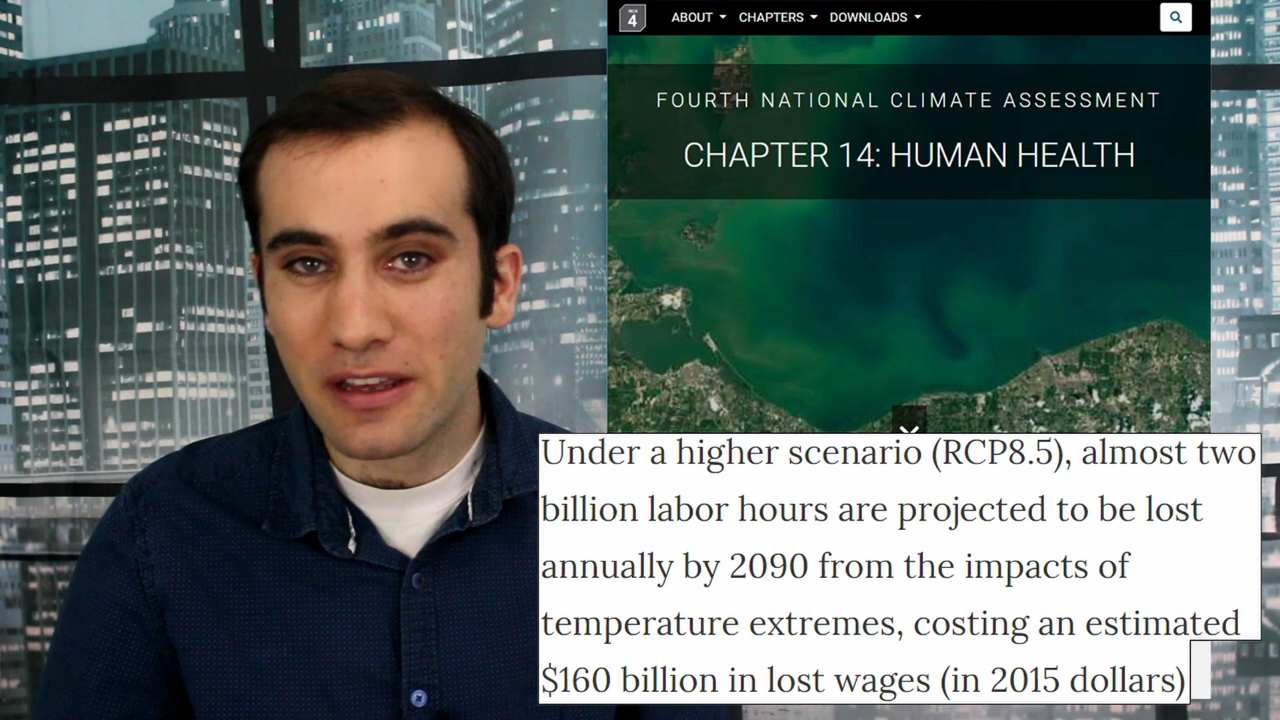 NCA
4
ABOUT CHAPTERS DOWNLOADS
FOURTH NATIONAL CLIMATE ASSESSMENT
CHAPTER 14: HUMAN HEALTH
Under a higher scenario (RCP8.5), almost two
billion labor hours are projected to be lost
annually by 2090 from the impacts of
temperature extremes, costing an estimated
$160 billion in lost wages (in 2015 dollars)